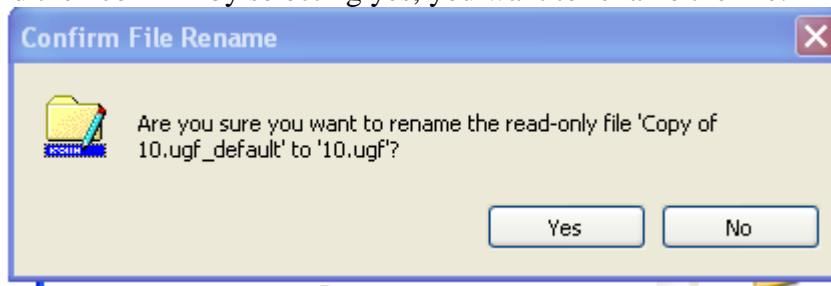 Confirm File Rename
Are you sure you want to rename the read-only file 'Copy of
10.ugf_default' to '10.ugf'?
Yes
No